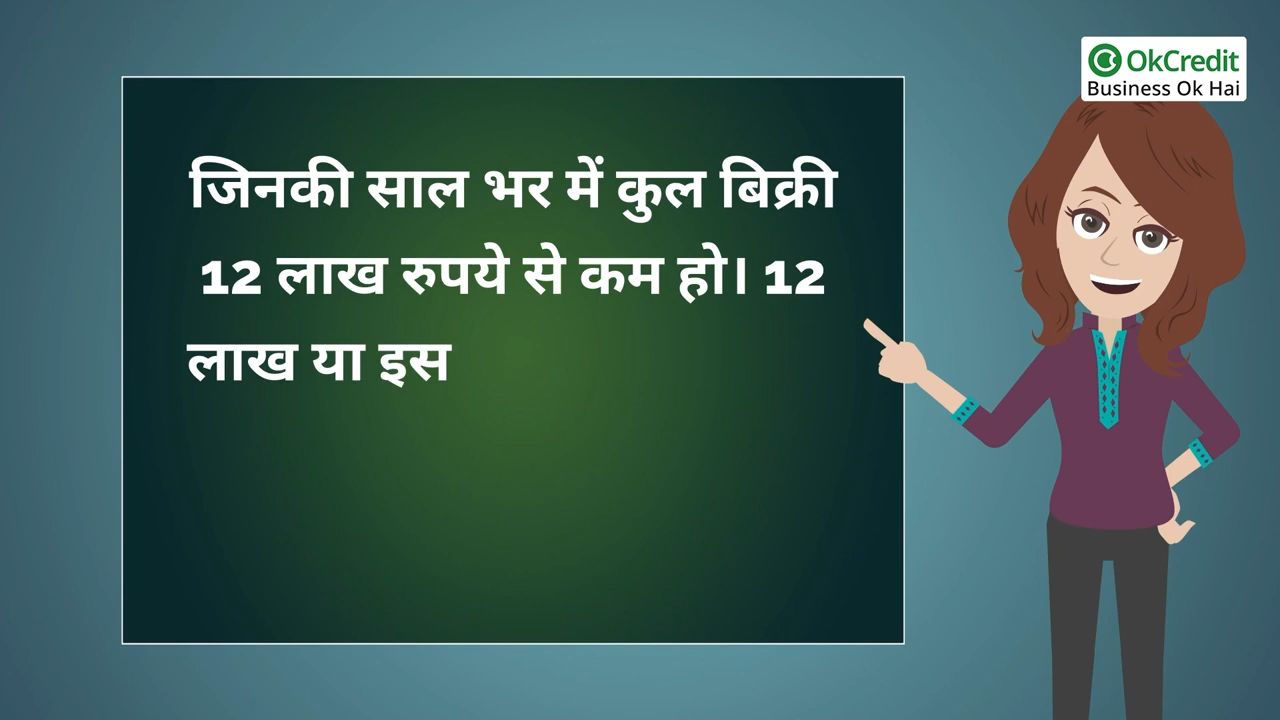 जिनकी साल भर में कुल बिक्री
12 लाख रुपये से कम हो। 12
लाख या इस
OkCredit
Business Ok Hai